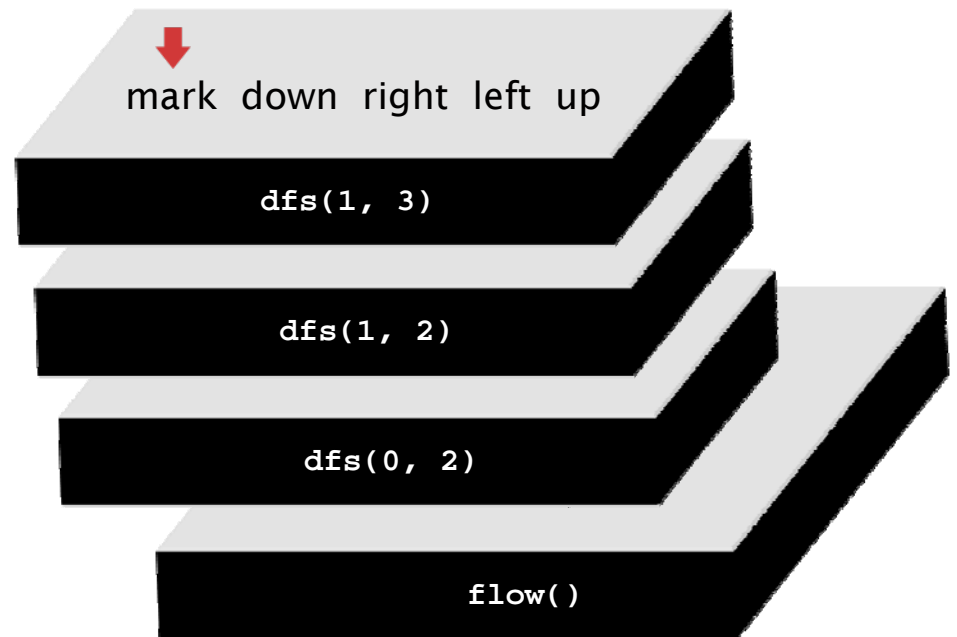 mark down right left up
dfs(1, 3)
dfs(1, 2)
dfs(0, 2)
flow()